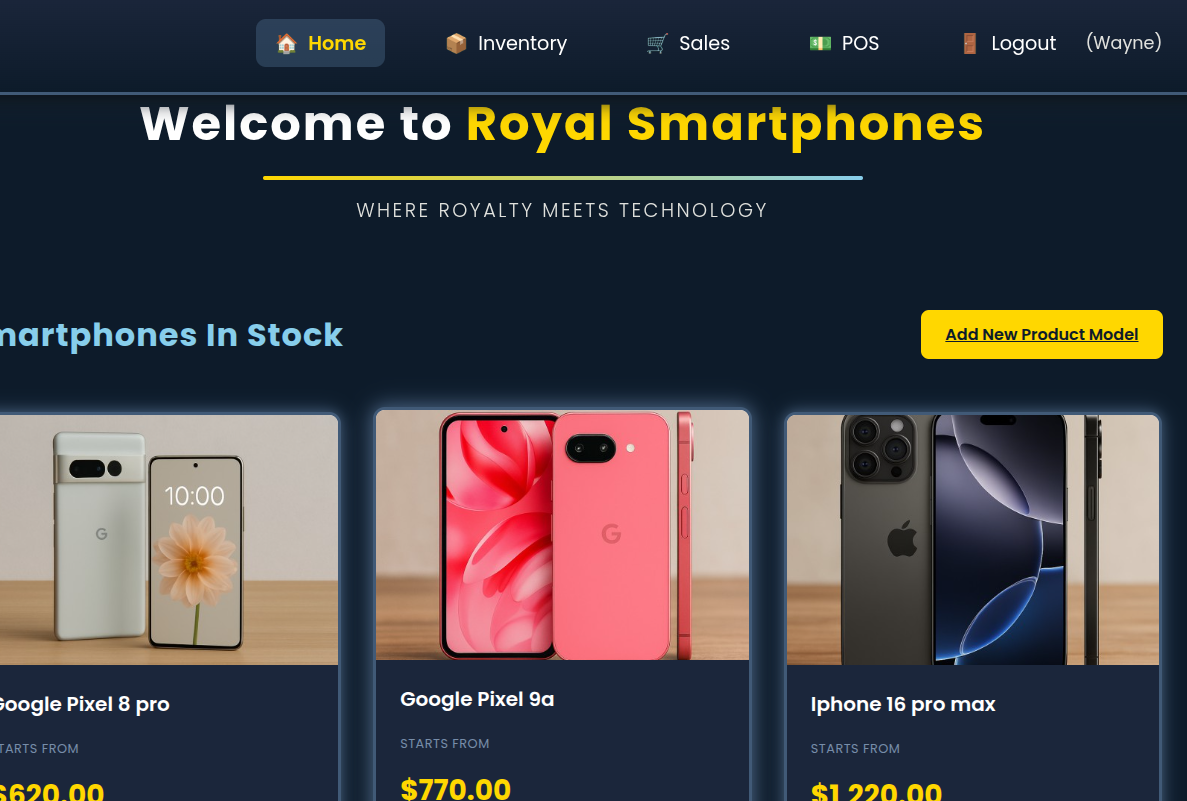 Home Inventory Sales POS Logout (Wayne)
Welcome to Royal Smartphones
WHERE ROYALTY MEETS TECHNOLOGY
martphones In Stock
Add New Product Model
10:00
G
G
Google Pixel 8 pro
Google Pixel 9a
Iphone 16 pro max
TARTS FROM
STARTS FROM
STARTS FROM
$620.00
$770.00
$1,220.00